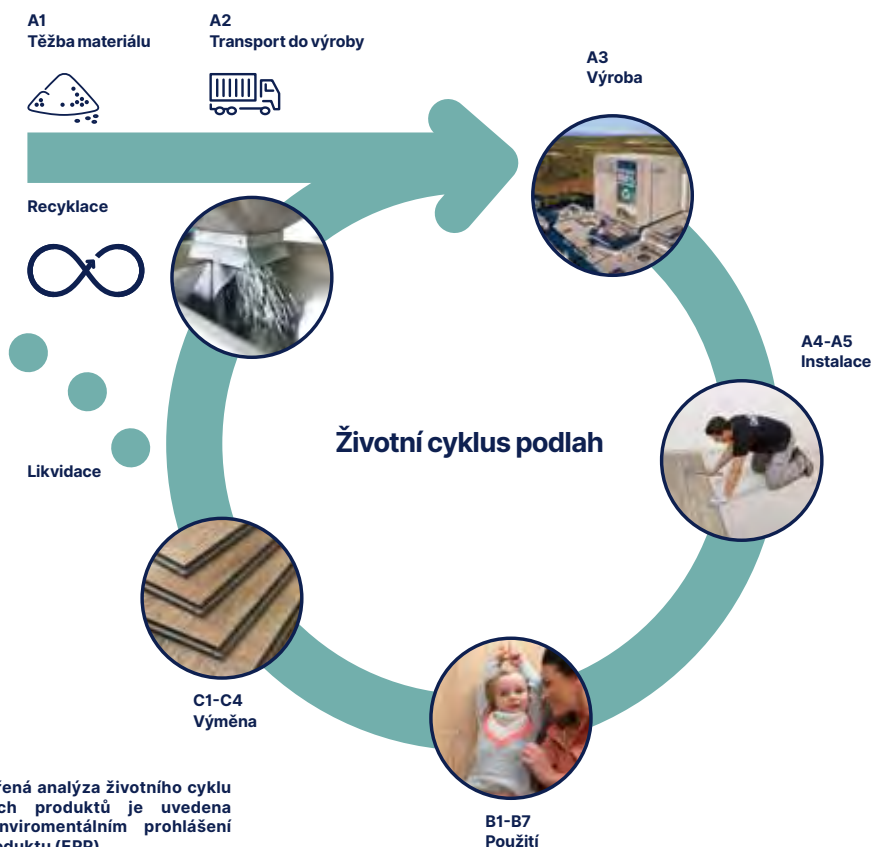 A1
Těžba materiálu
A2
Transport do výroby
A3
Výroba
Recyklace
A4-A5
Instalace
Životní cyklus podlah
Likvidace
C1-C4
Výměna
B1-B7
Použití
analýza životního cyklu
produktů je uvedena
prohlášení